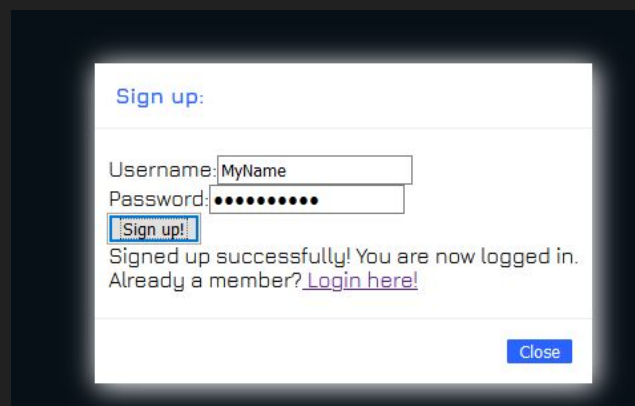 Sign up:
Username: MyName
Password: ••••••••••
Sign up!
Signed up successfully! You are now logged in.
Already a member? Login here!
Close